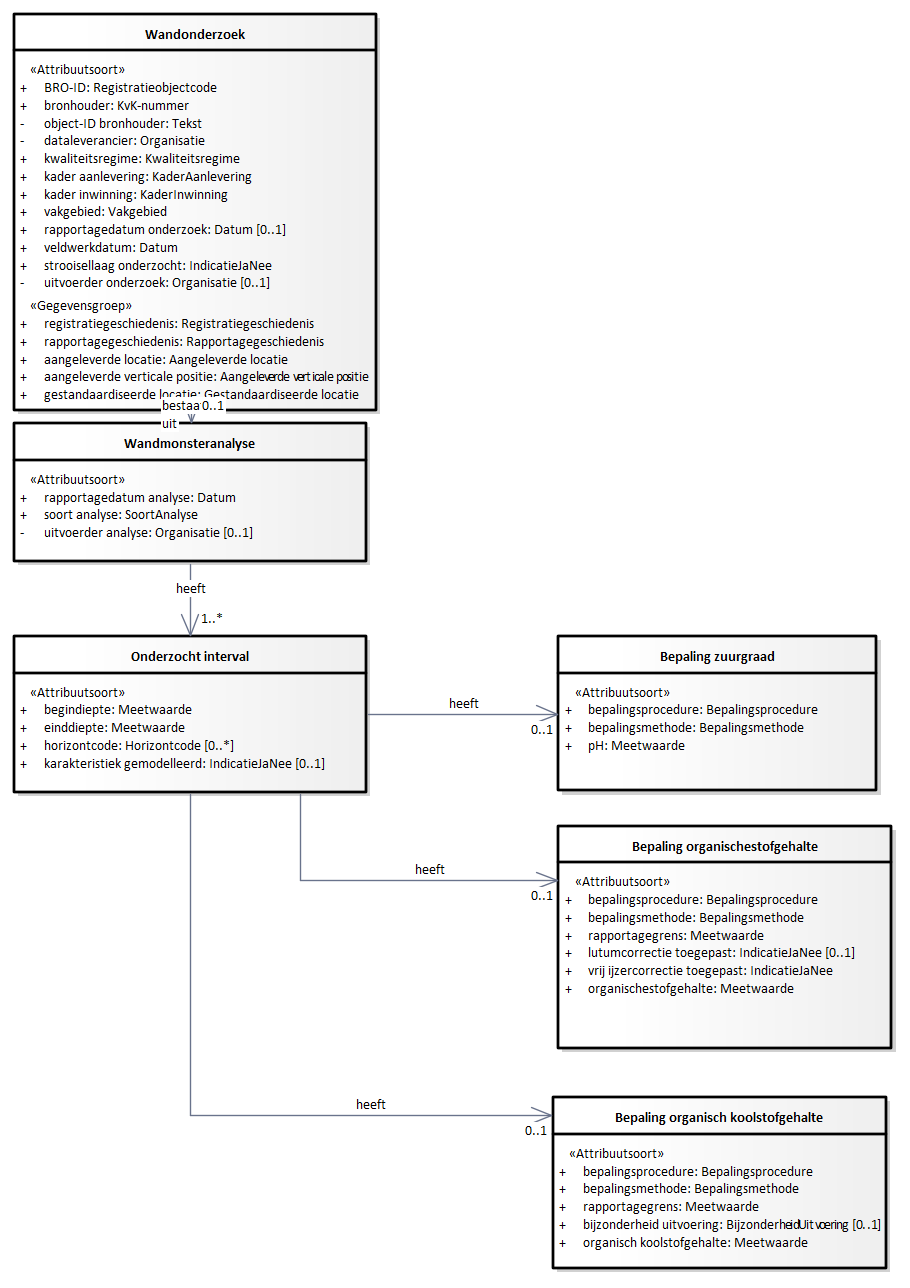 Wandonderzoek
«Attribuutsoort»
+ BRO-ID: Registratieobjectcode
+ bronhouder: KvK-nummer
- object-ID bronhouder: Tekst
- dataleverancier: Organisatie
+ kwaliteitsregime: Kwaliteitsregime
+ kader aanlevering: KaderAanlevering
+ kader inwinning: KaderInwinning
+ vakgebied: Vakgebied
+ rapportagedatum onderzoek: Datum [0..1]
+ veldwerkdatum: Datum
+ strooisellaag onderzocht: IndicatieJaNee
- uitvoerder onderzoek: Organisatie [0..1]
«Gegevensgroep»
+ registratiegeschiedenis: Registratiegeschiedenis
+ rapportagegeschiedenis: Rapportagegeschiedenis
+ aangeleverde locatie: Aangeleverde locatie
+ aangeleverde verticale positie: Aangeleverde verticale positie
+ gestandaardiseerde locatie: Gestandaardiseerde locatie
bestaa 0..1
uit
Wandmonsteranalyse
«Attribuutsoort»
+ rapportagedatum analyse: Datum
+ soort analyse: SoortAnalyse
- uitvoerder analyse: Organisatie [0..1]
heeft
1..*
Onderzocht interval
«Attribuutsoort»
+ begindiepte: Meetwaarde
+ einddiepte: Meetwaarde
+ horizontcode: Horizontcode [0..*]
+ karakteristiek gemodelleerd: IndicatieJaNee [0..1]
heeft
0..1
Bepaling zuurgraad
«Attribuutsoort»
+ bepalingsprocedure: Bepalingsprocedure
+ bepalingsmethode: Bepalingsmethode
+ pH: Meetwaarde
heeft
0..1
Bepaling organischestofgehalte
«Attribuutsoort»
+ bepalingsprocedure: Bepalingsprocedure
+ bepalingsmethode: Bepalingsmethode
+ rapportagegrens: Meetwaarde
+ lutumcorrectie toegepast: IndicatieJaNee [0..1]
+ vrij ijzercorrectie toegepast: IndicatieJaNee
+ organischestofgehalte: Meetwaarde
heeft
0..1
Bepaling organisch koolstofgehalte
«Attribuutsoort»
+ bepalingsprocedure: Bepalingsprocedure
+ bepalingsmethode: Bepalingsmethode
+ rapportagegrens: Meetwaarde
+ bijzonderheid uitvoering: BijzonderheidUitvoering [0..1]
+ organisch koolstofgehalte: Meetwaarde